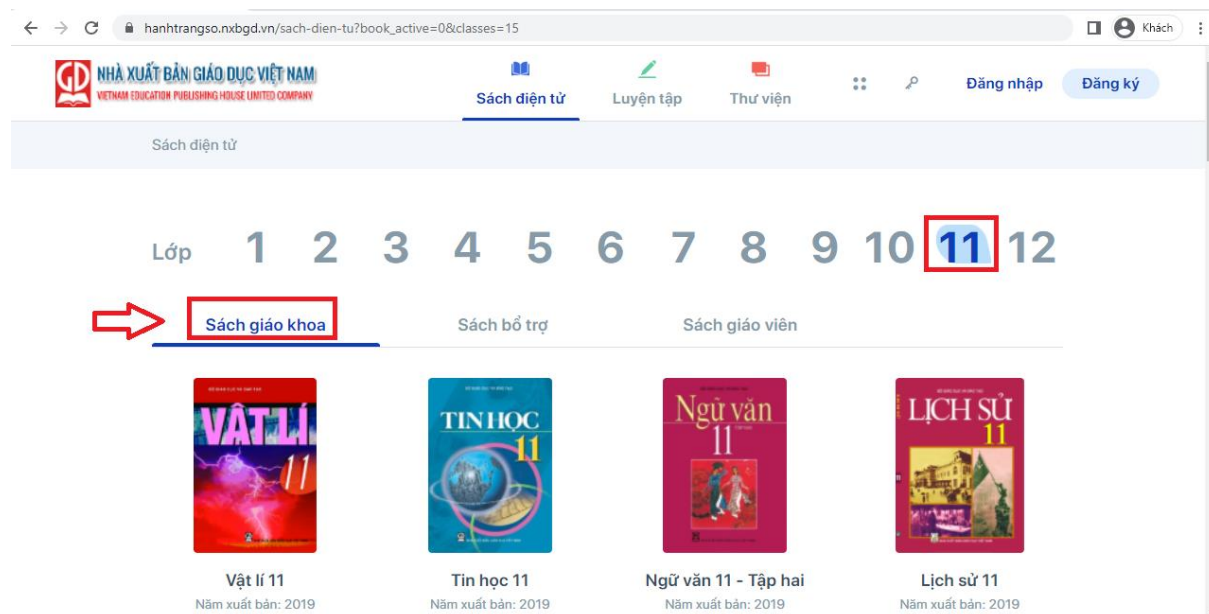 hanhtrangso.nxbgd.vn/sach-dien-tu?book_active=0&classes=15
Khách
NHÀ XUẤT BẢN GIÁO DỤC VIỆT NAM
VIETNAM EDUCATION PUBLISHING HOUSE LIMITED COMPANY
Sách điện tử
Luyện tập
Thư viện
Đăng nhập
Đăng ký
Sách điện tử
Lớp 1 2 3 4 5 6 7 8 9 10 11 12
Sách giáo khoa
Sách bổ trợ
Sách giáo viên
VẬT LÍ
11
TIN HỌC
11
Ngữ văn
11
LỊCH SỬ
11
Vật lí 11
Năm xuất bản: 2019
Tin học 11
Năm xuất bản: 2019
Ngữ văn 11 - Tập hai
Năm xuất bản: 2019
Lịch sử 11
Năm xuất bản: 2019